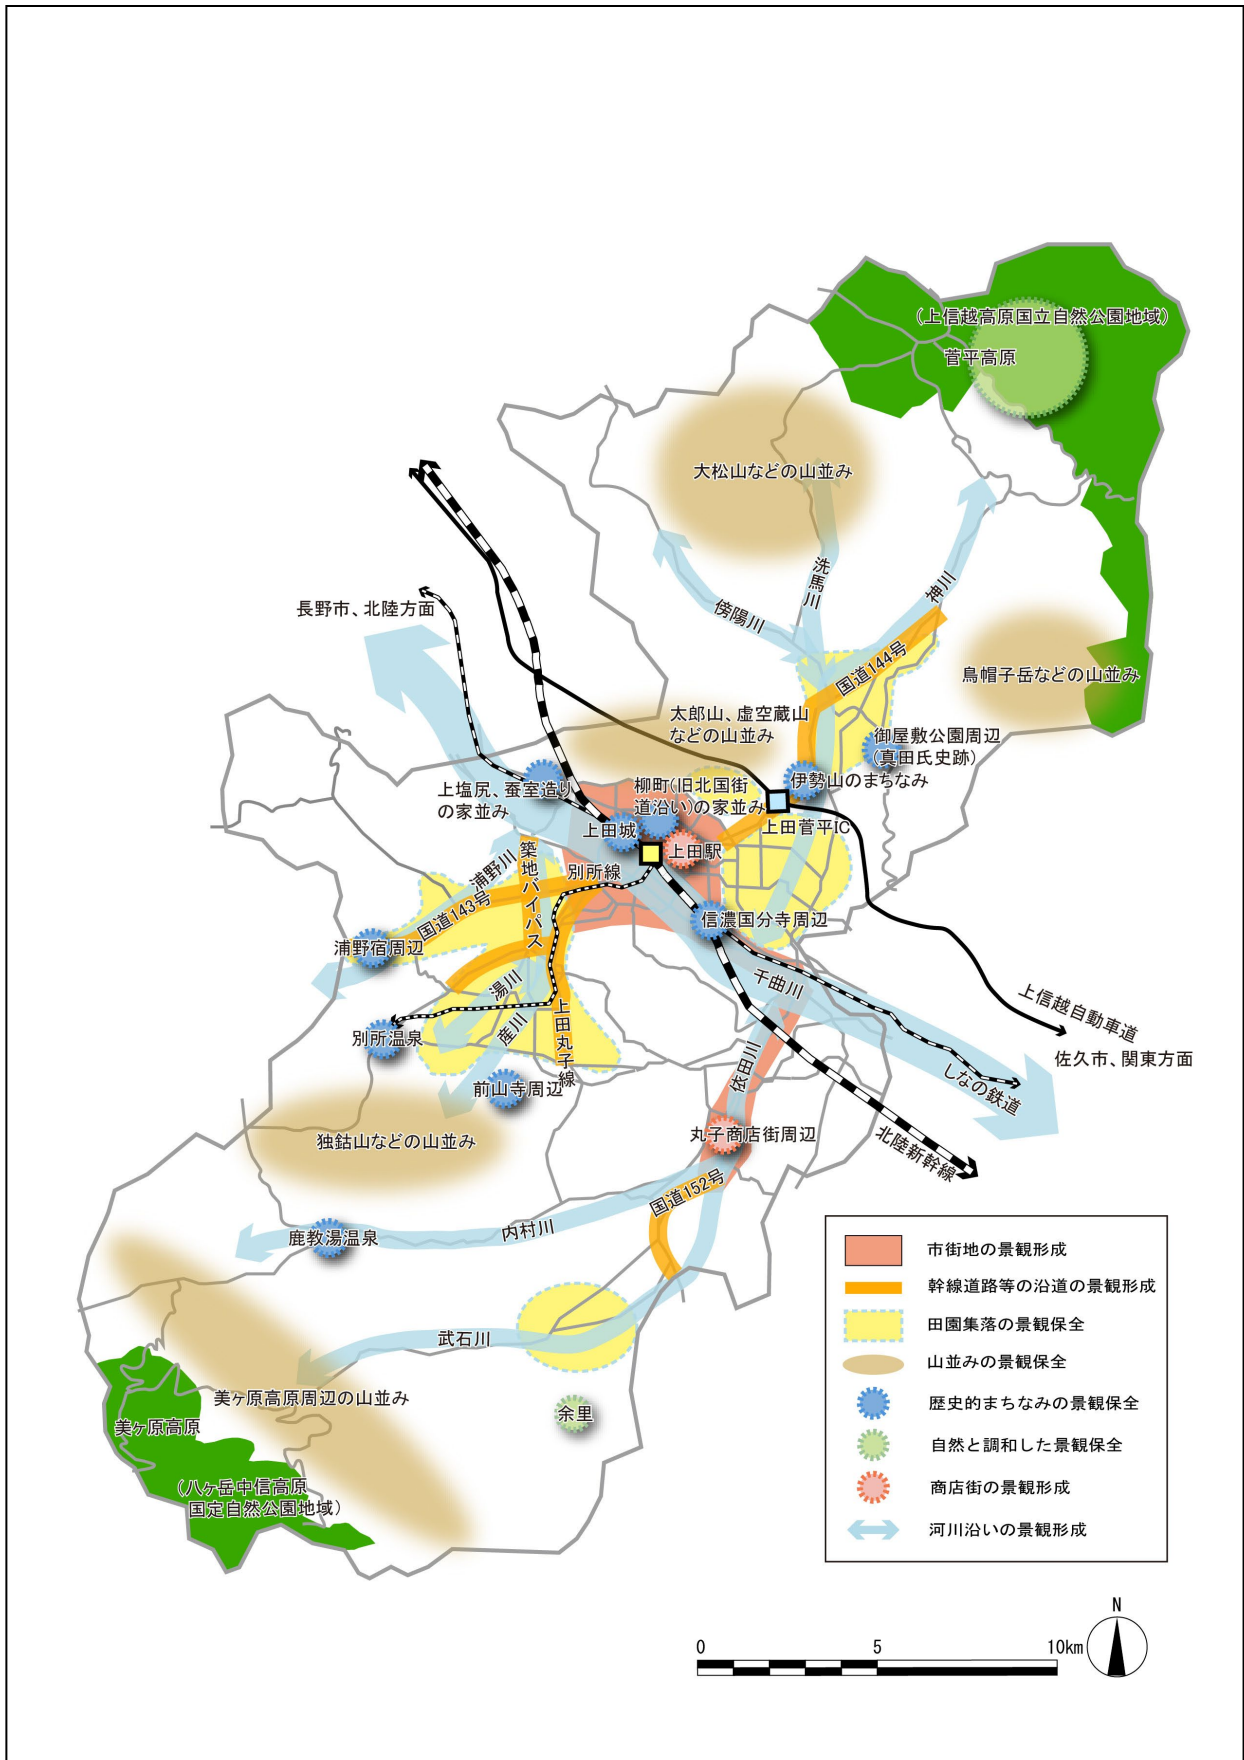 (上信越高原国立自然公園地域)
菅平高原
大松山などの山並み
洗馬川
神川
傍陽川
長野市、北陸方面
国道144号
烏帽子岳などの山並み
太郎山、虚空蔵山
などの山並み
御屋敷公園周辺
(真田氏史跡)
伊勢山のまちなみ
上塩尻、蚕室造り
の家並み
柳町(旧北国街
道沿い)の家並み
上田城
上田菅平IC
上田駅
別所線
築地バイパス
浦野川
国道143号
信濃国分寺周辺
浦野宿周辺
湯川
千曲川
産川
上田丸子線
上信越自動車道
別所温泉
佐久市、関東方面
依田川
しなの鉄道
前山寺周辺
丸子商店街周辺
北陸新幹線
独鈷山などの山並み
国道152号
内村川
鹿教湯温泉
武石川
美ヶ原高原周辺の山並み
余里
美ヶ原高原
(八ヶ岳中信高原
国定自然公園地域)
市街地の景観形成
幹線道路等の沿道の景観形成
田園集落の景観保全
山並みの景観保全
歴史的まちなみの景観保全
自然と調和した景観保全
商店街の景観形成
河川沿いの景観形成
N
0 5 10km